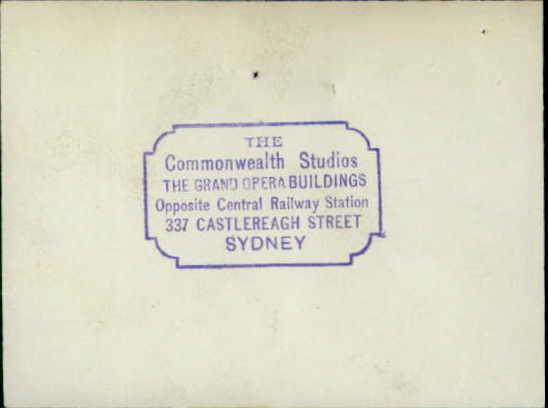 THE
Commonwealth Studios
THE GRAND OPERA BUILDINGS
Opposite Central Railway Station
337 CASTLEREAGH STREET
SYDNEY